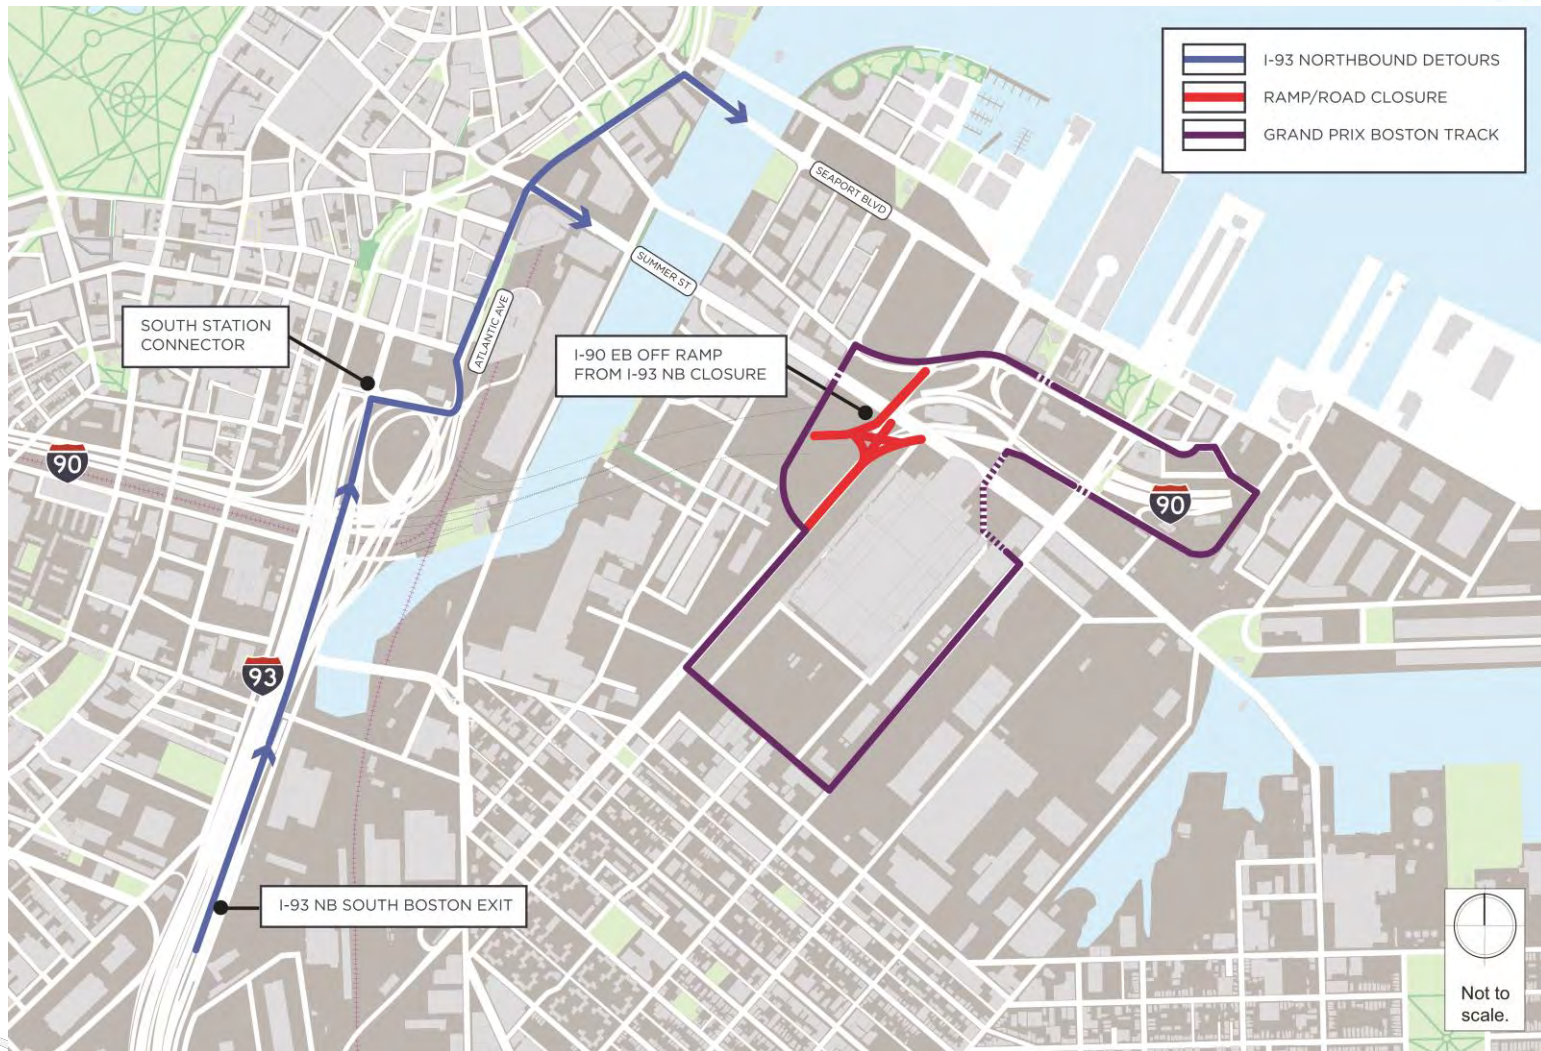 I-93 NORTHBOUND DETOURS
RAMP/ROAD CLOSURE
GRAND PRIX BOSTON TRACK
SEAPORT BLVD
SUMMER ST
ATLANTIC AVE
SOUTH STATION
CONNECTOR
I-90 EB OFF RAMP
FROM I-93 NB CLOSURE
90
90
93
I-93 NB SOUTH BOSTON EXIT
Not to
scale.